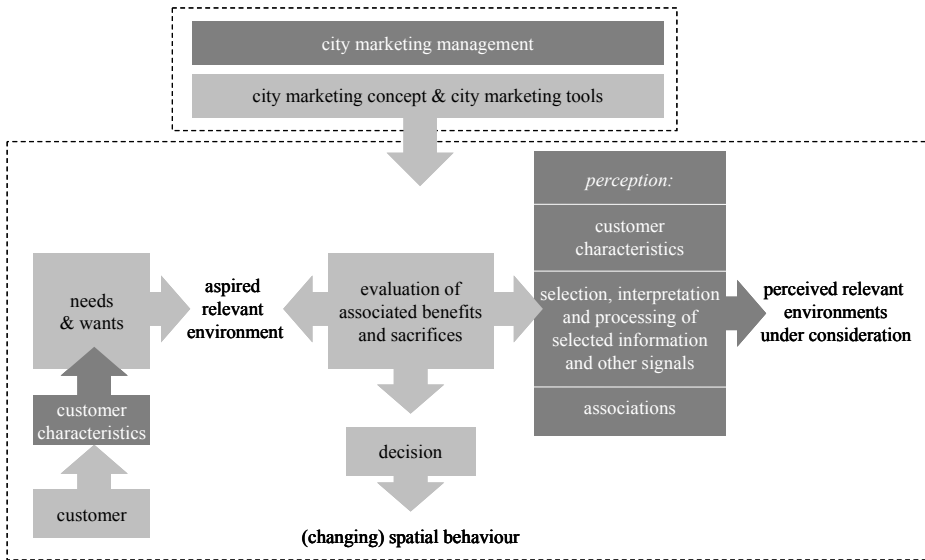 city marketing management
city marketing concept & city marketing tools
needs
& wants
customer
characteristics
customer
aspired
relevant
environment
evaluation of
associated benefits
and sacrifices
decision
(changing) spatial behaviour
perception:
customer
characteristics
selection, interpretation
and processing of
selected information
and other signals
associations
perceived relevant
environments
under consideration